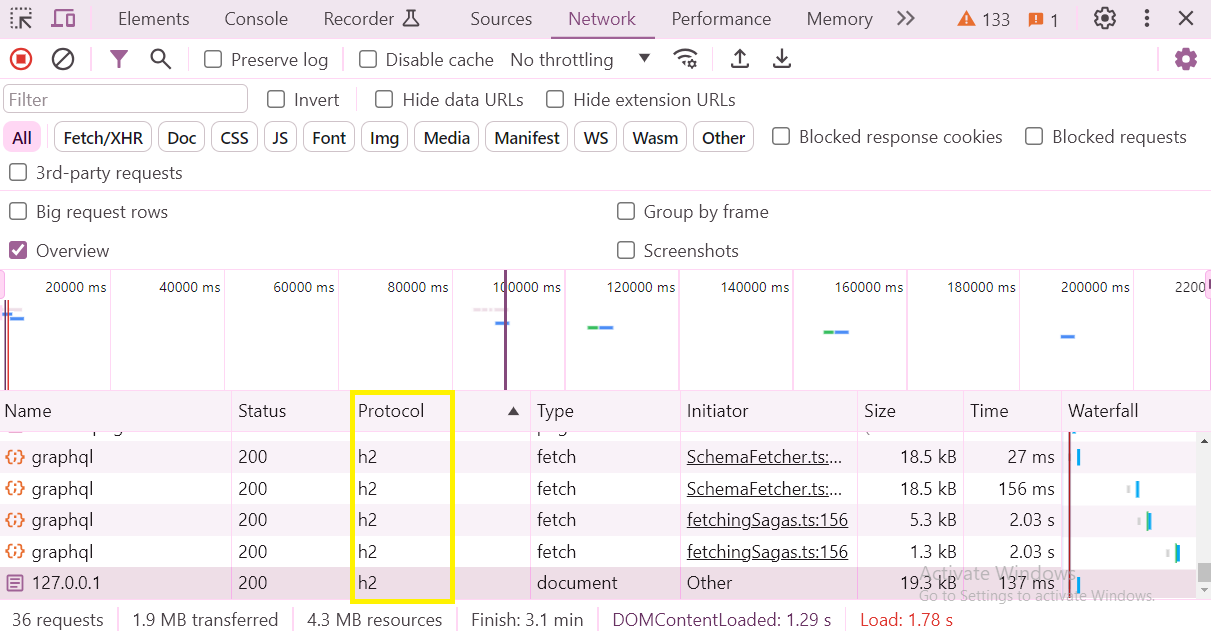 Elements Console Recorder Sources Network Performance Memory 133 1
Preserve log Disable cache No throttling
Filter Invert Hide data URLs Hide extension URLs
All Fetch/XHR Doc CSS JS Font Img Media Manifest WS Wasm Other Blocked response cookies Blocked requests
3rd-party requests
Big request rows Group by frame
Overview Screenshots
20000 ms 40000 ms 60000 ms 80000 ms 100000 ms 120000 ms 140000 ms 160000 ms 180000 ms 200000 ms 2200
Name Status Protocol Type Initiator Size Time Waterfall
graphql 200 h2 fetch SchemaFetcher.ts:... 18.5 kB 27 ms
graphql 200 h2 fetch SchemaFetcher.ts:... 18.5 kB 156 ms
graphql 200 h2 fetch fetchingSagas.ts:156 5.3 kB 2.03 s
graphql 200 h2 fetch fetchingSagas.ts:156 1.3 kB 2.03 s
127.0.0.1 200 h2 document Other 19.3 kB 137 ms
Activate Windows
Go to Settings to activate Windows.
36 requests 1.9 MB transferred 4.3 MB resources Finish: 3.1 min DOMContentLoaded: 1.29 s Load: 1.78 s